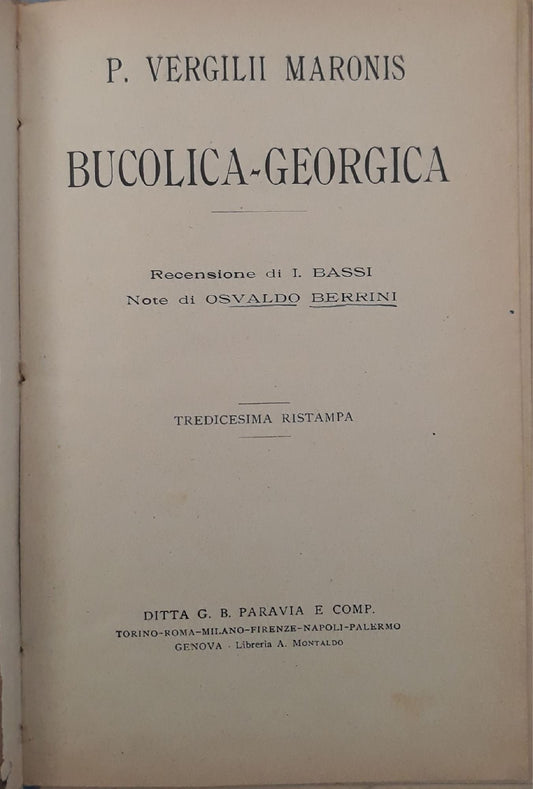 P. VERGILII MARONIS
BUCOLICA-GEORGICA
Recensione di I. BASSI
Note di OSVALDO BERRINI
TREDICESIMA RISTAMPA
DITTA G. B. PARAVIA E COMP.
TORINO-ROMA-MILANO-FIRENZE-NAPOLI-PALERMO
GENOVA - Libreria A. MONTALDO